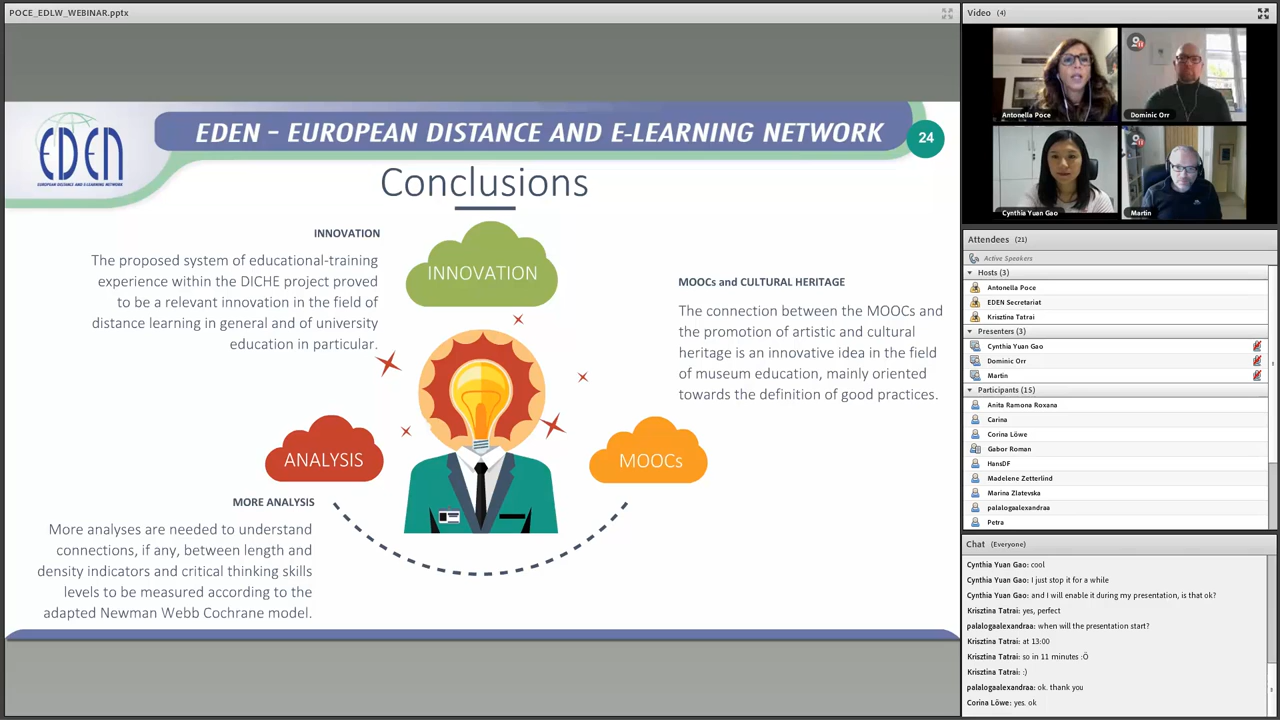 POCE_EDLW_WEBINAR.pptx
EDEN
EUROPEAN DISTANCE AND E-LEARNING NETWORK
EDEN – EUROPEAN DISTANCE AND E-LEARNING NETWORK
24
Conclusions
INNOVATION
The proposed system of educational-training
experience within the DICHE project proved
to be a relevant innovation in the field of
distance learning in general and of university
education in particular.
INNOVATION
MOOCs and CULTURAL HERITAGE
The connection between the MOOCs and
the promotion of artistic and cultural
heritage is an innovative idea in the field
of museum education, mainly oriented
towards the definition of good practices.
ANALYSIS
MOOCs
MORE ANALYSIS
More analyses are needed to understand
connections, if any, between length and
density indicators and critical thinking skills
levels to be measured according to the
adapted Newman Webb Cochrane model.
Video (4)
Antonella Poce
Dominic Orr
Cynthia Yuan Gao
Martin
Attendees (21)
Active Speakers
Hosts (3)
Antonella Poce
EDEN Secretariat
Krisztina Tatrai
Presenters (3)
Cynthia Yuan Gao
Dominic Orr
Martin
Participants (15)
Anita Ramona Roxana
Carina
Corina Löwe
Gabor Roman
HansDF
Madelene Zetterlind
Marina Zlatevska
palalogaalexandraa
Petra
Chat (Everyone)
Cynthia Yuan Gao: cool
Cynthia Yuan Gao: I just stop it for a while
Cynthia Yuan Gao: and I will enable it during my presentation, is that ok?
Krisztina Tatrai: yes, perfect
palalogaalexandraa: when will the presentation start?
Krisztina Tatrai: at 13:00
Krisztina Tatrai: so in 11 minutes :Ö
Krisztina Tatrai: :)
palalogaalexandraa: ok. thank you
Corina Löwe: yes. ok